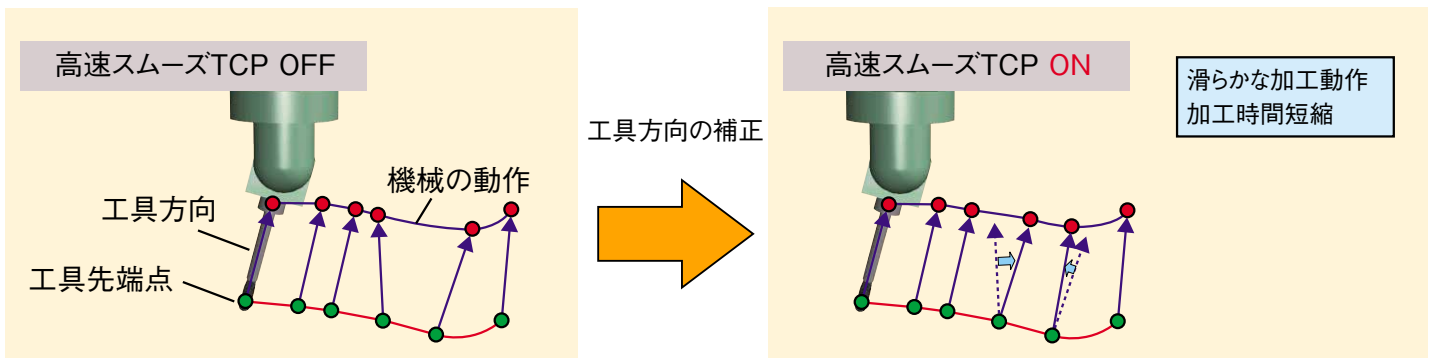 高速スムーズTCP OFF
機械の動作
工具方向
工具先端点
工具方向の補正
高速スムーズTCP ON
滑らかな加工動作
加工時間短縮